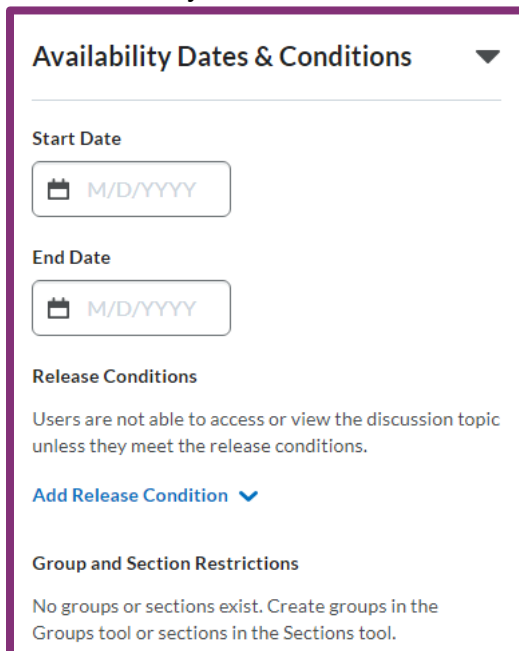 Availability Dates & Conditions
Start Date
M/D/YYYY
End Date
M/D/YYYY
Release Conditions
Users are not able to access or view the discussion topic
unless they meet the release conditions.
Add Release Condition
Group and Section Restrictions
No groups or sections exist. Create groups in the
Groups tool or sections in the Sections tool.